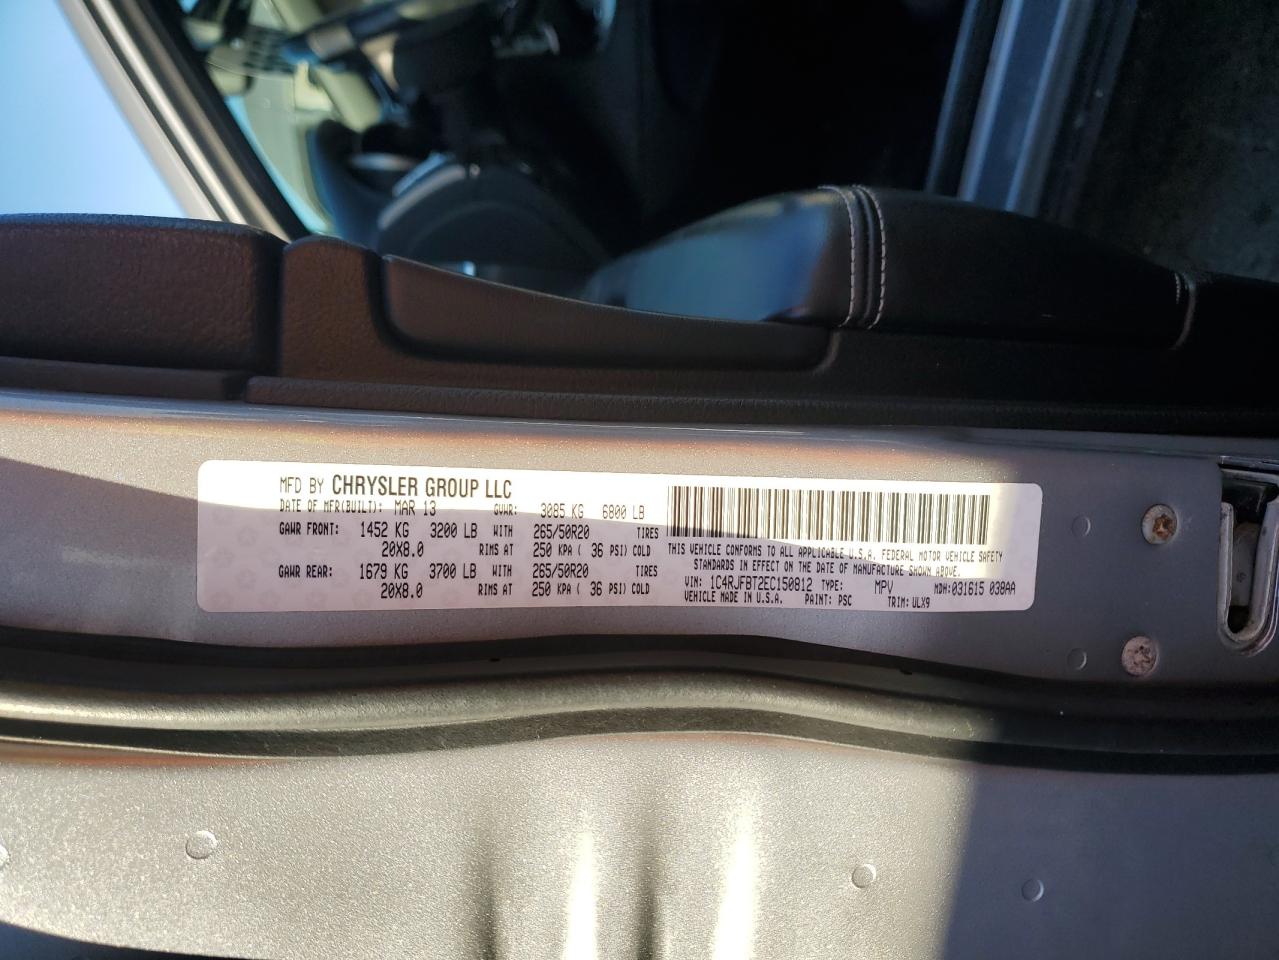 MFD BY CHRYSLER GROUP LLC
DATE OF MFR(BUILT): MAR 13 GVWR: 3085 KG 6800 LB
GAWR FRONT: 1452 KG 3200 LB WITH 265/50R20 TIRES
20X8.0 RIMS AT 250 KPA ( 36 PSI) COLD
GAWR REAR: 1679 KG 3700 LB WITH 265/50R20 TIRES
20X8.0 RIMS AT 250 KPA ( 36 PSI) COLD
THIS VEHICLE CONFORMS TO ALL APPLICABLE U.S.A. FEDERAL MOTOR VEHICLE SAFETY
STANDARDS IN EFFECT ON THE DATE OF MANUFACTURE SHOWN ABOVE.
VIN: 1C4RJFBT2EC150812 TYPE: MPV MDH:031615 038AA
VEHICLE MADE IN U.S.A. PAINT: PSC TRIM: ULX9